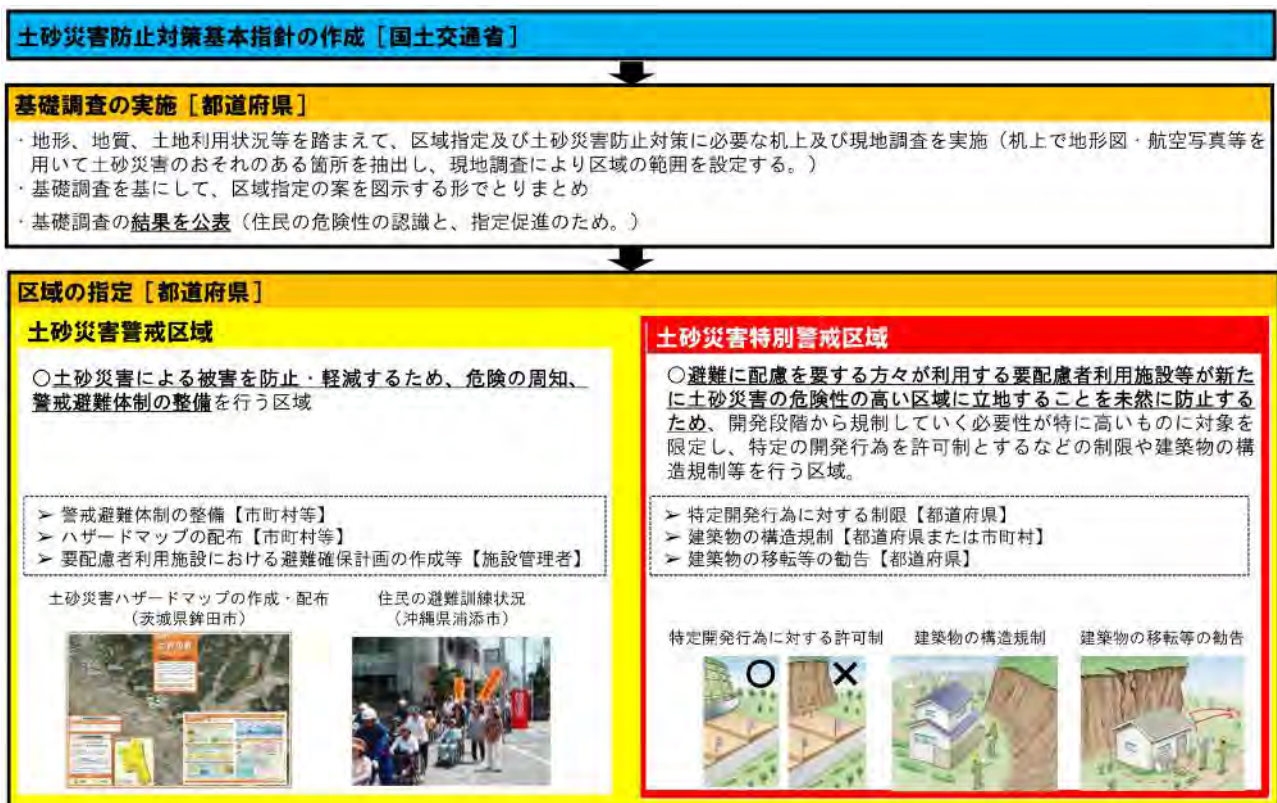 土砂災害防止対策基本指針の作成［国土交通省］
基礎調査の実施［都道府県］
・地形、地質、土地利用状況等を踏まえて、区域指定及び土砂災害防止対策に必要な机上及び現地調査を実施（机上で地形図・航空写真等を
用いて土砂災害のおそれのある箇所を抽出し、現地調査により区域の範囲を設定する。）
・基礎調査を基にして、区域指定の案を図示する形でとりまとめ
・基礎調査の結果を公表（住民の危険性の認識と、指定促進のため。）
区域の指定［都道府県］
土砂災害警戒区域
○土砂災害による被害を防止・軽減するため、危険の周知、
警戒避難体制の整備を行う区域
➢ 警戒避難体制の整備【市町村等】
➢ ハザードマップの配布【市町村等】
➢ 要配慮者利用施設における避難確保計画の作成等【施設管理者】
土砂災害ハザードマップの作成・配布
（茨城県鉾田市）
住民の避難訓練状況
（沖縄県浦添市）
土砂災害特別警戒区域
○避難に配慮を要する方々が利用する要配慮者利用施設等が新た
に土砂災害の危険性の高い区域に立地することを未然に防止する
ため、開発段階から規制していく必要性が特に高いものに対象を
限定し、特定の開発行為を許可制とするなどの制限や建築物の構
造規制等を行う区域。
➢ 特定開発行為に対する制限【都道府県】
➢ 建築物の構造規制【都道府県または市町村】
➢ 建築物の移転等の勧告【都道府県】
特定開発行為に対する許可制
建築物の構造規制
建築物の移転等の勧告